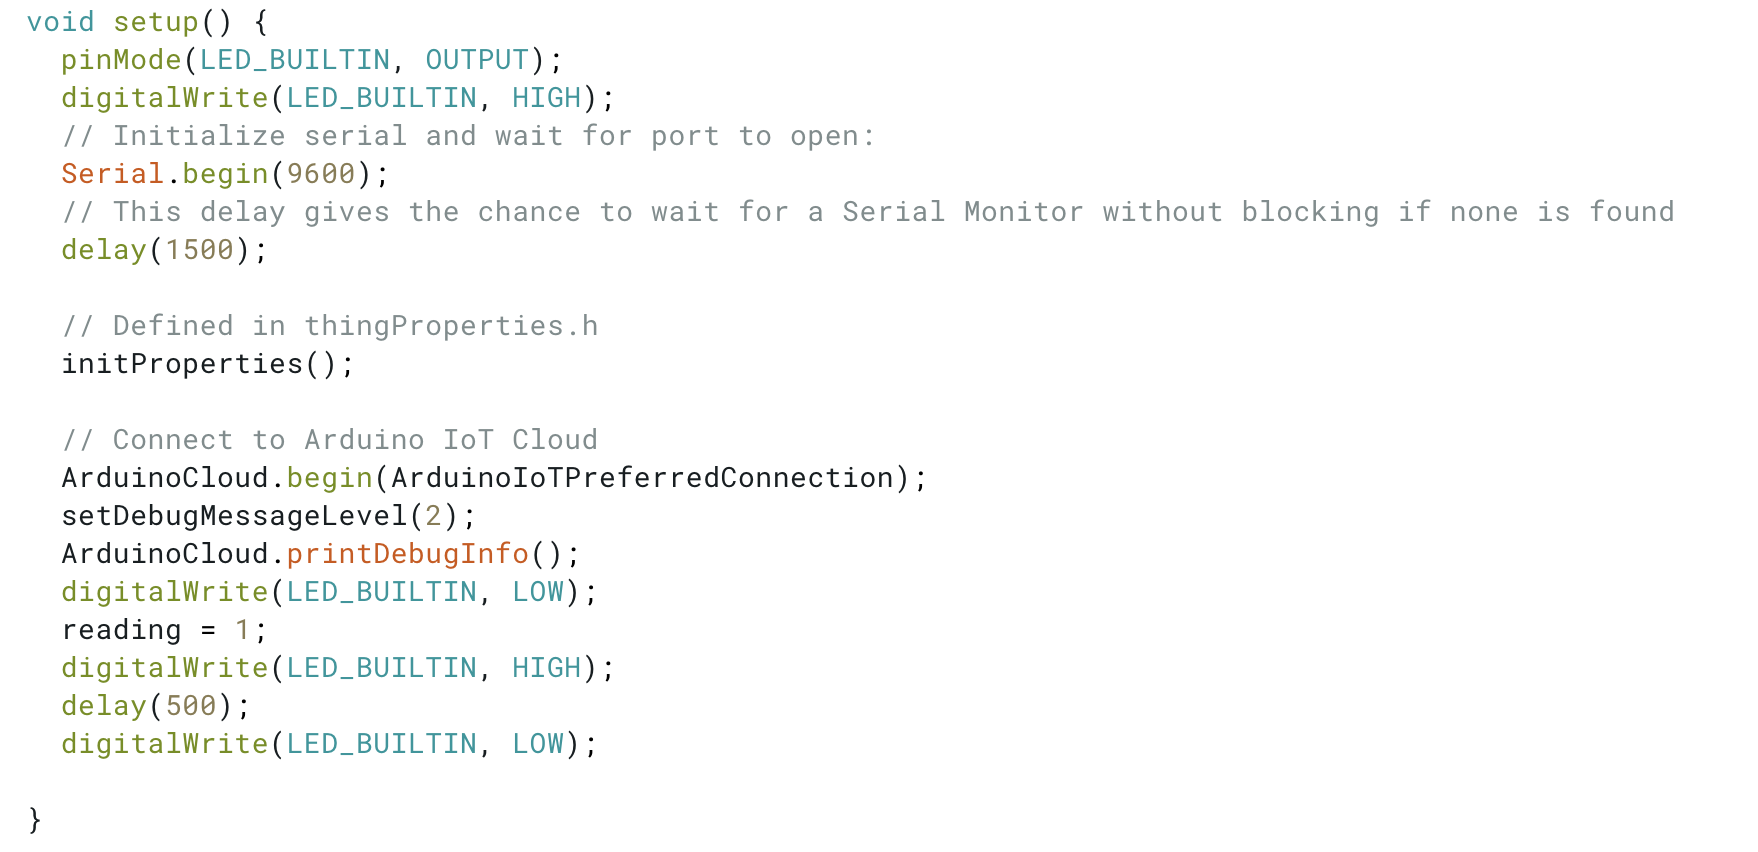 void setup() {
  pinMode(LED_BUILTIN, OUTPUT);
  digitalWrite(LED_BUILTIN, HIGH);
  // Initialize serial and wait for port to open:
  Serial.begin(9600);
  // This delay gives the chance to wait for a Serial Monitor without blocking if none is found
  delay(1500);

  // Defined in thingProperties.h
  initProperties();

  // Connect to Arduino IoT Cloud
  ArduinoCloud.begin(ArduinoIoTPreferredConnection);
  setDebugMessageLevel(2);
  ArduinoCloud.printDebugInfo();
  digitalWrite(LED_BUILTIN, LOW);
  reading = 1;
  digitalWrite(LED_BUILTIN, HIGH);
  delay(500);
  digitalWrite(LED_BUILTIN, LOW);

}